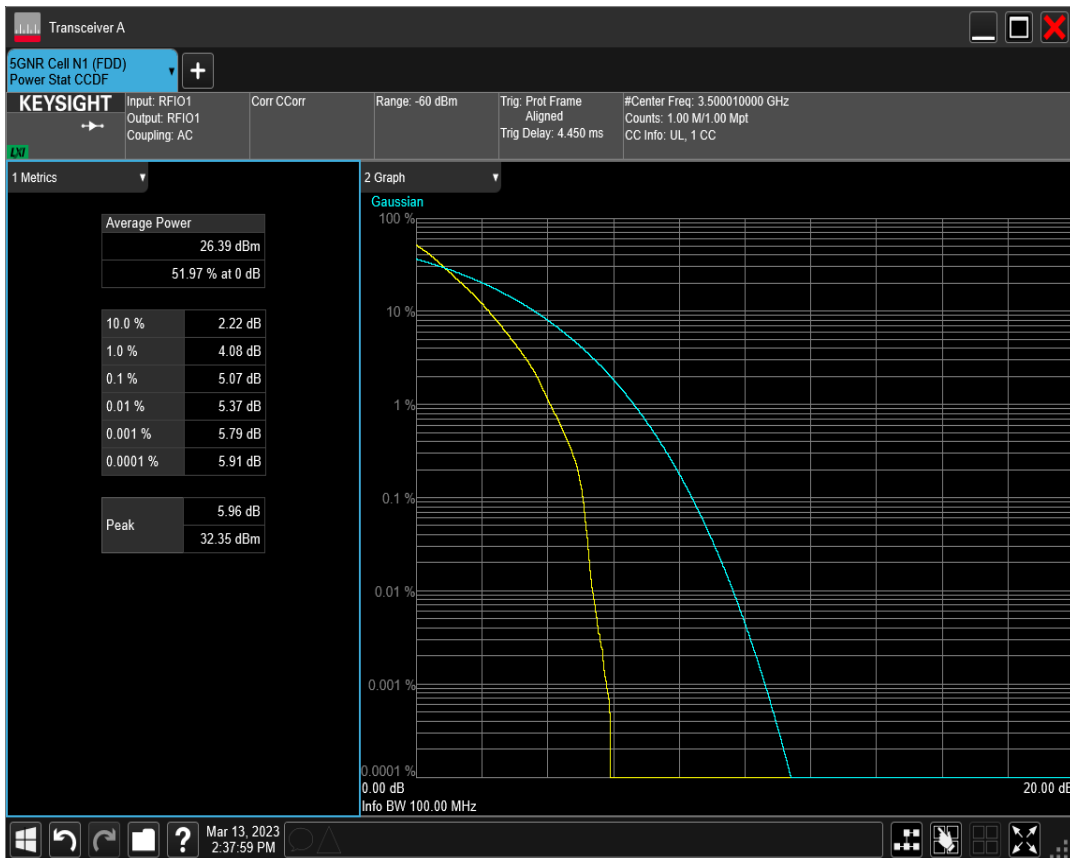 Transceiver A
5GNR Cell N1 (FDD)
Power Stat CCDF
+
KEYSIGHT
LXI
Input: RFIO1
Output: RFIO1
Coupling: AC
Corr CCorr
Range: -60 dBm
Trig: Prot Frame
Aligned
Trig Delay: 4.450 ms
#Center Freq: 3.500010000 GHz
Counts: 1.00 M/1.00 Mpt
CC Info: UL, 1 CC
1 Metrics
Average Power
26.39 dBm
51.97 % at 0 dB
10.0 % 2.22 dB
1.0 % 4.08 dB
0.1 % 5.07 dB
0.01 % 5.37 dB
0.001 % 5.79 dB
0.0001 % 5.91 dB
Peak
5.96 dB
32.35 dBm
2 Graph
Gaussian
100 %
10 %
1 %
0.1 %
0.01 %
0.001 %
0.0001 %
0.00 dB 20.00 dB
Info BW 100.00 MHz
?
Mar 13, 2023
2:37:59 PM